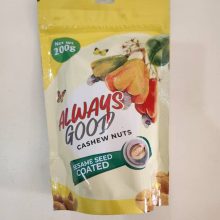 Net Wt:
200g
ALWAYS
GOOD
CASHEW NUTS
SESAME SEED
COATED